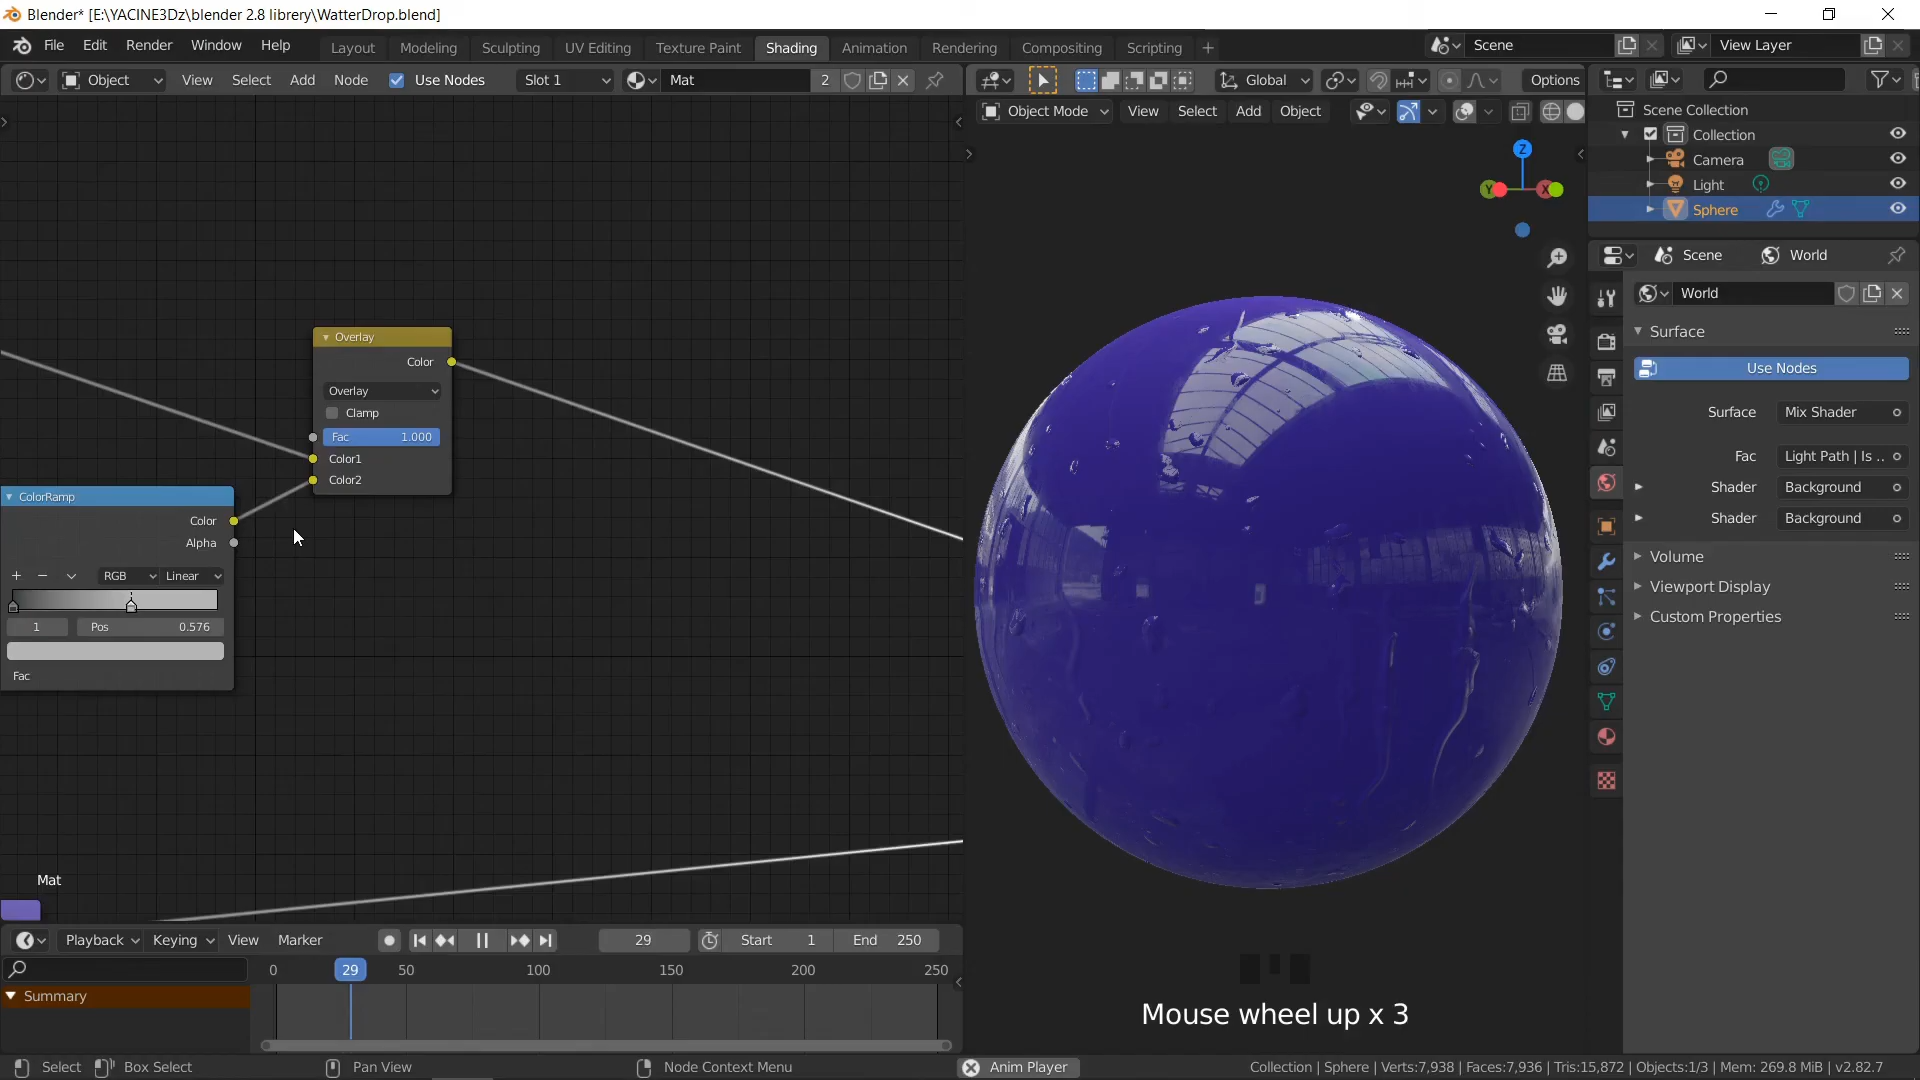 Blender* [E:\YACINE3Dz\blender 2.8 librery\WatterDrop.blend]
File Edit Render Window Help Layout Modeling Sculpting UV Editing Texture Paint Shading Animation Rendering Compositing Scripting + Scene View Layer
Object View Select Add Node Use Nodes Slot 1 Mat 2 Global Options
Object Mode View Select Add Object
Scene Collection
Collection
Camera
Light
Sphere
Z
Y X
Scene World
World
Surface
Use Nodes
Surface Mix Shader
Fac Light Path | Is ..
Shader Background
Shader Background
Volume
Viewport Display
Custom Properties
Overlay
Color
Overlay
Clamp
Fac 1.000
Color1
Color2
ColorRamp
Color
Alpha
RGB Linear
1 Pos 0.576
Fac
Mat
Playback Keying View Marker 29 Start 1 End 250
0 29 50 100 150 200 250
Summary
Mouse wheel up x 3
Select Box Select Pan View Node Context Menu Anim Player Collection | Sphere | Verts:7,938 | Faces:7,936 | Tris:15,872 | Objects:1/3 | Mem: 269.8 MiB | v2.82.7